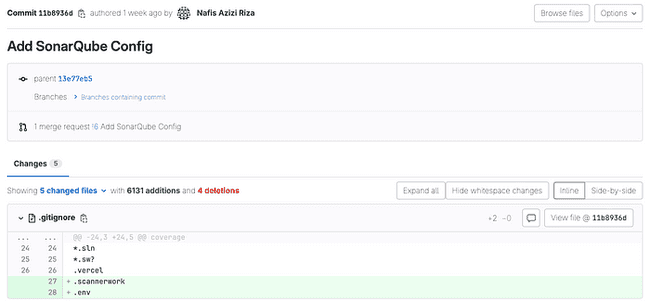 Commit 11b8936d authored 1 week ago by Nafis Azizi Riza Browse files Options
Add SonarQube Config
parent 13e77eb5
Branches Branches containing commit
1 merge request !6 Add SonarQube Config
Changes 5
Showing 5 changed files with 6131 additions and 4 deletions Expand all Hide whitespace changes Inline Side-by-side
.gitignore +2 −0 View file @ 11b8936d
... ... @@ -24,3 +24,5 @@ coverage
24 24 *.sln
25 25 *.sw?
26 26 .vercel
27 + .scannerwork
28 + .env